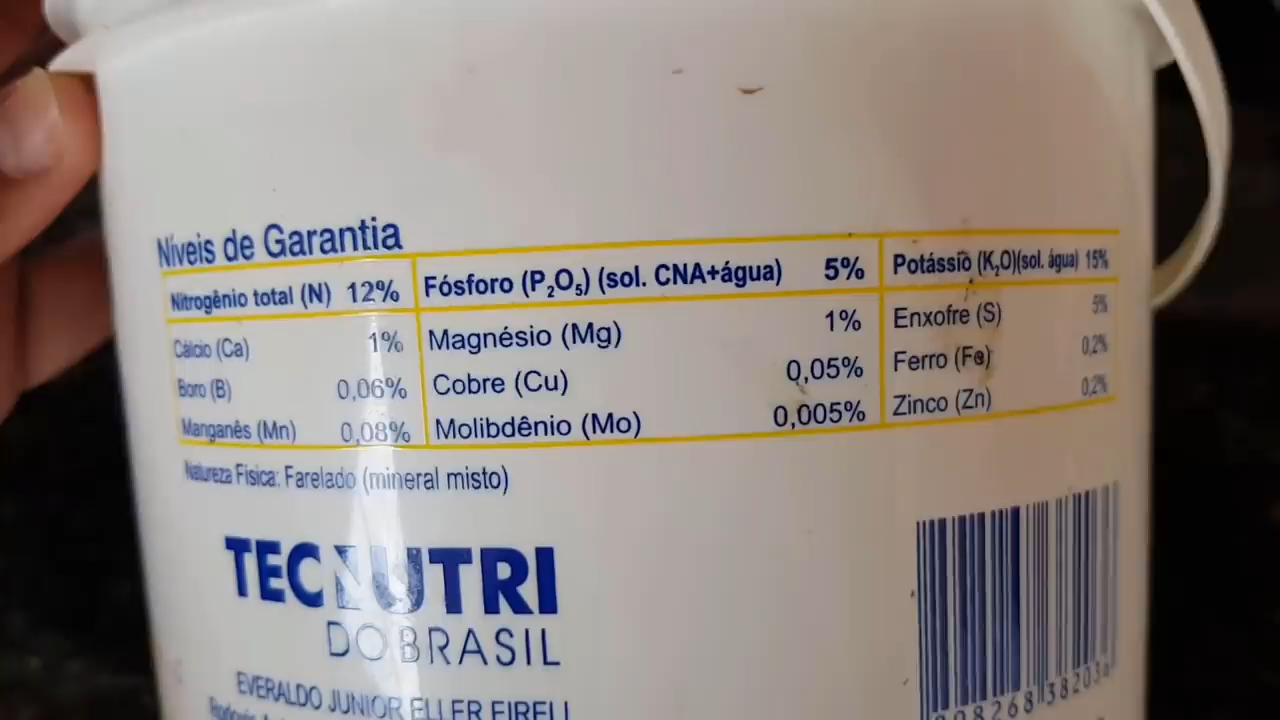 Níveis de Garantia
Nitrogênio total (N) 12% Fósforo (P₂O₅) (sol. CNA+água) 5% Potássio (K₂O)(sol. água) 15%
Cálcio (Ca) 1% Magnésio (Mg) 1% Enxofre (S) 5%
Boro (B) 0,06% Cobre (Cu) 0,05% Ferro (Fe) 0,2%
Manganês (Mn) 0,08% Molibdênio (Mo) 0,005% Zinco (Zn) 0,2%
Natureza Física: Farelado (mineral misto)
TECNUTRI
DO BRASIL
EVERALDO JUNIOR ELLER EIRELI